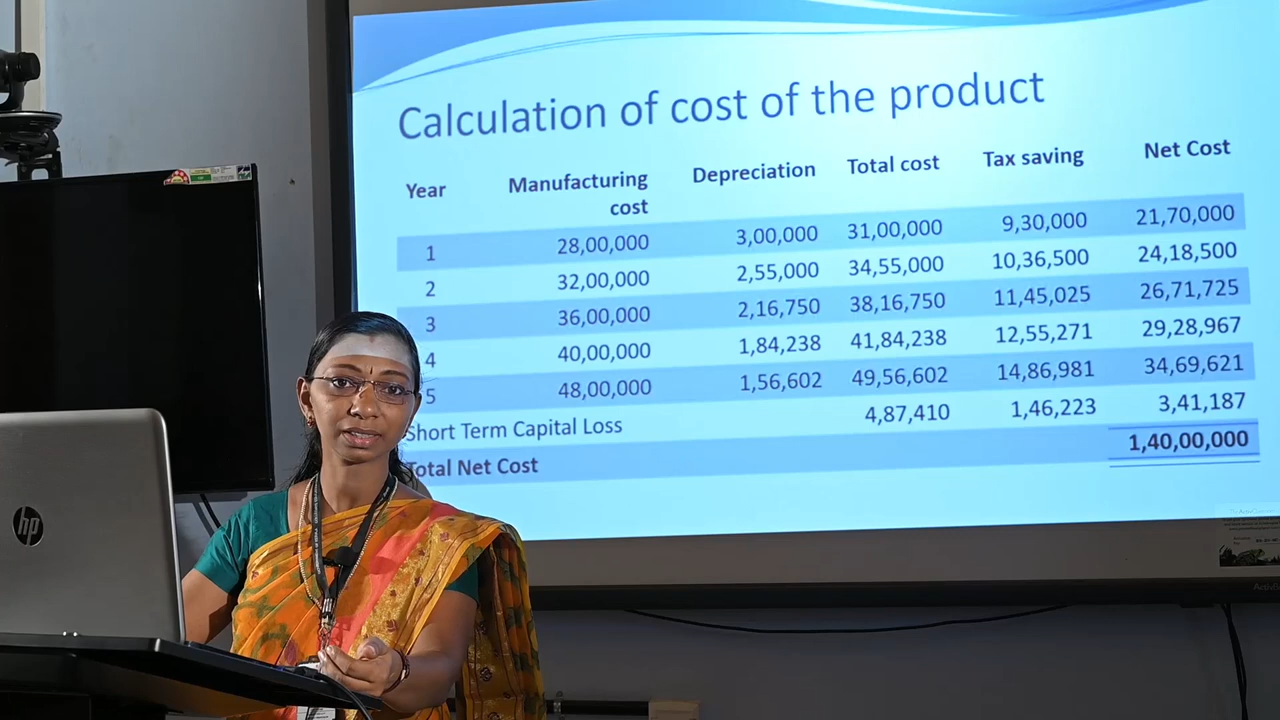 Calculation of cost of the product
Year Manufacturing cost Depreciation Total cost Tax saving Net Cost
1 28,00,000 3,00,000 31,00,000 9,30,000 21,70,000
2 32,00,000 2,55,000 34,55,000 10,36,500 24,18,500
3 36,00,000 2,16,750 38,16,750 11,45,025 26,71,725
4 40,00,000 1,84,238 41,84,238 12,55,271 29,28,967
5 48,00,000 1,56,602 49,56,602 14,86,981 34,69,621
Short Term Capital Loss 4,87,410 1,46,223 3,41,187
Total Net Cost 1,40,00,000
hp